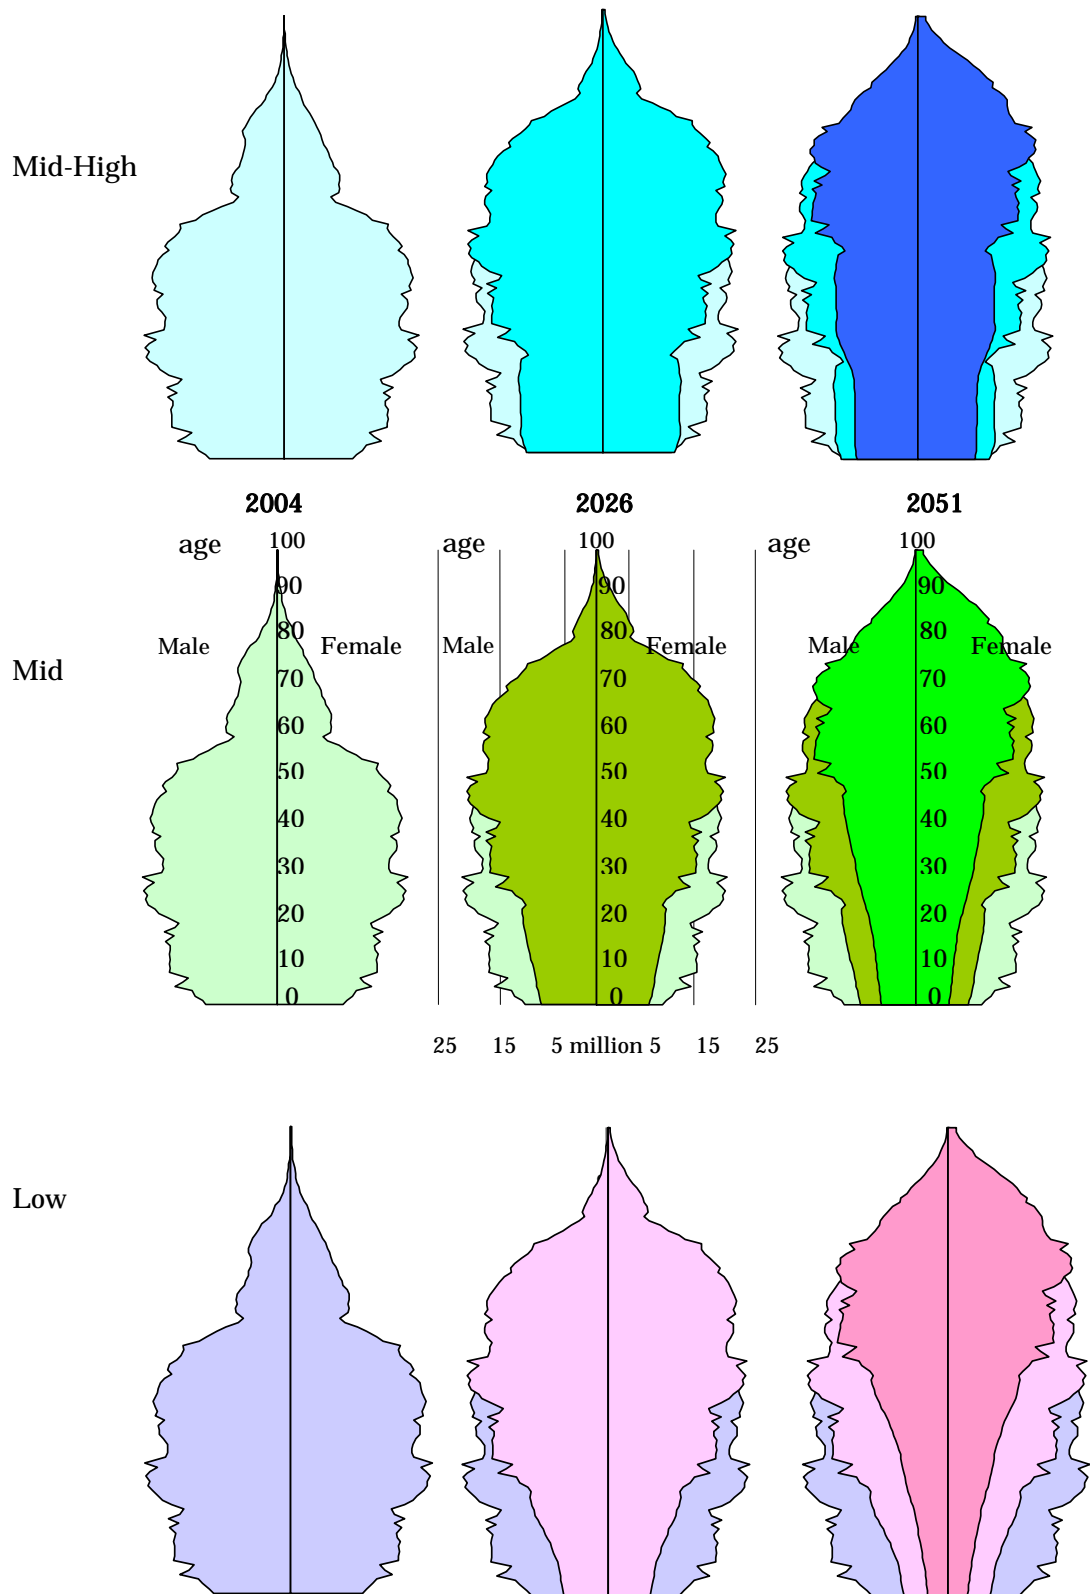 Mid-High
2004 2026 2051
age 100 age 100 age 100
90 90 90
80 80 80
Male Female Male Female Male Female
Mid
70 70 70
60 60 60
50 50 50
40 40 40
30 30 30
20 20 20
10 10 10
0 0 0
25 15 5 million 5 15 25
Low